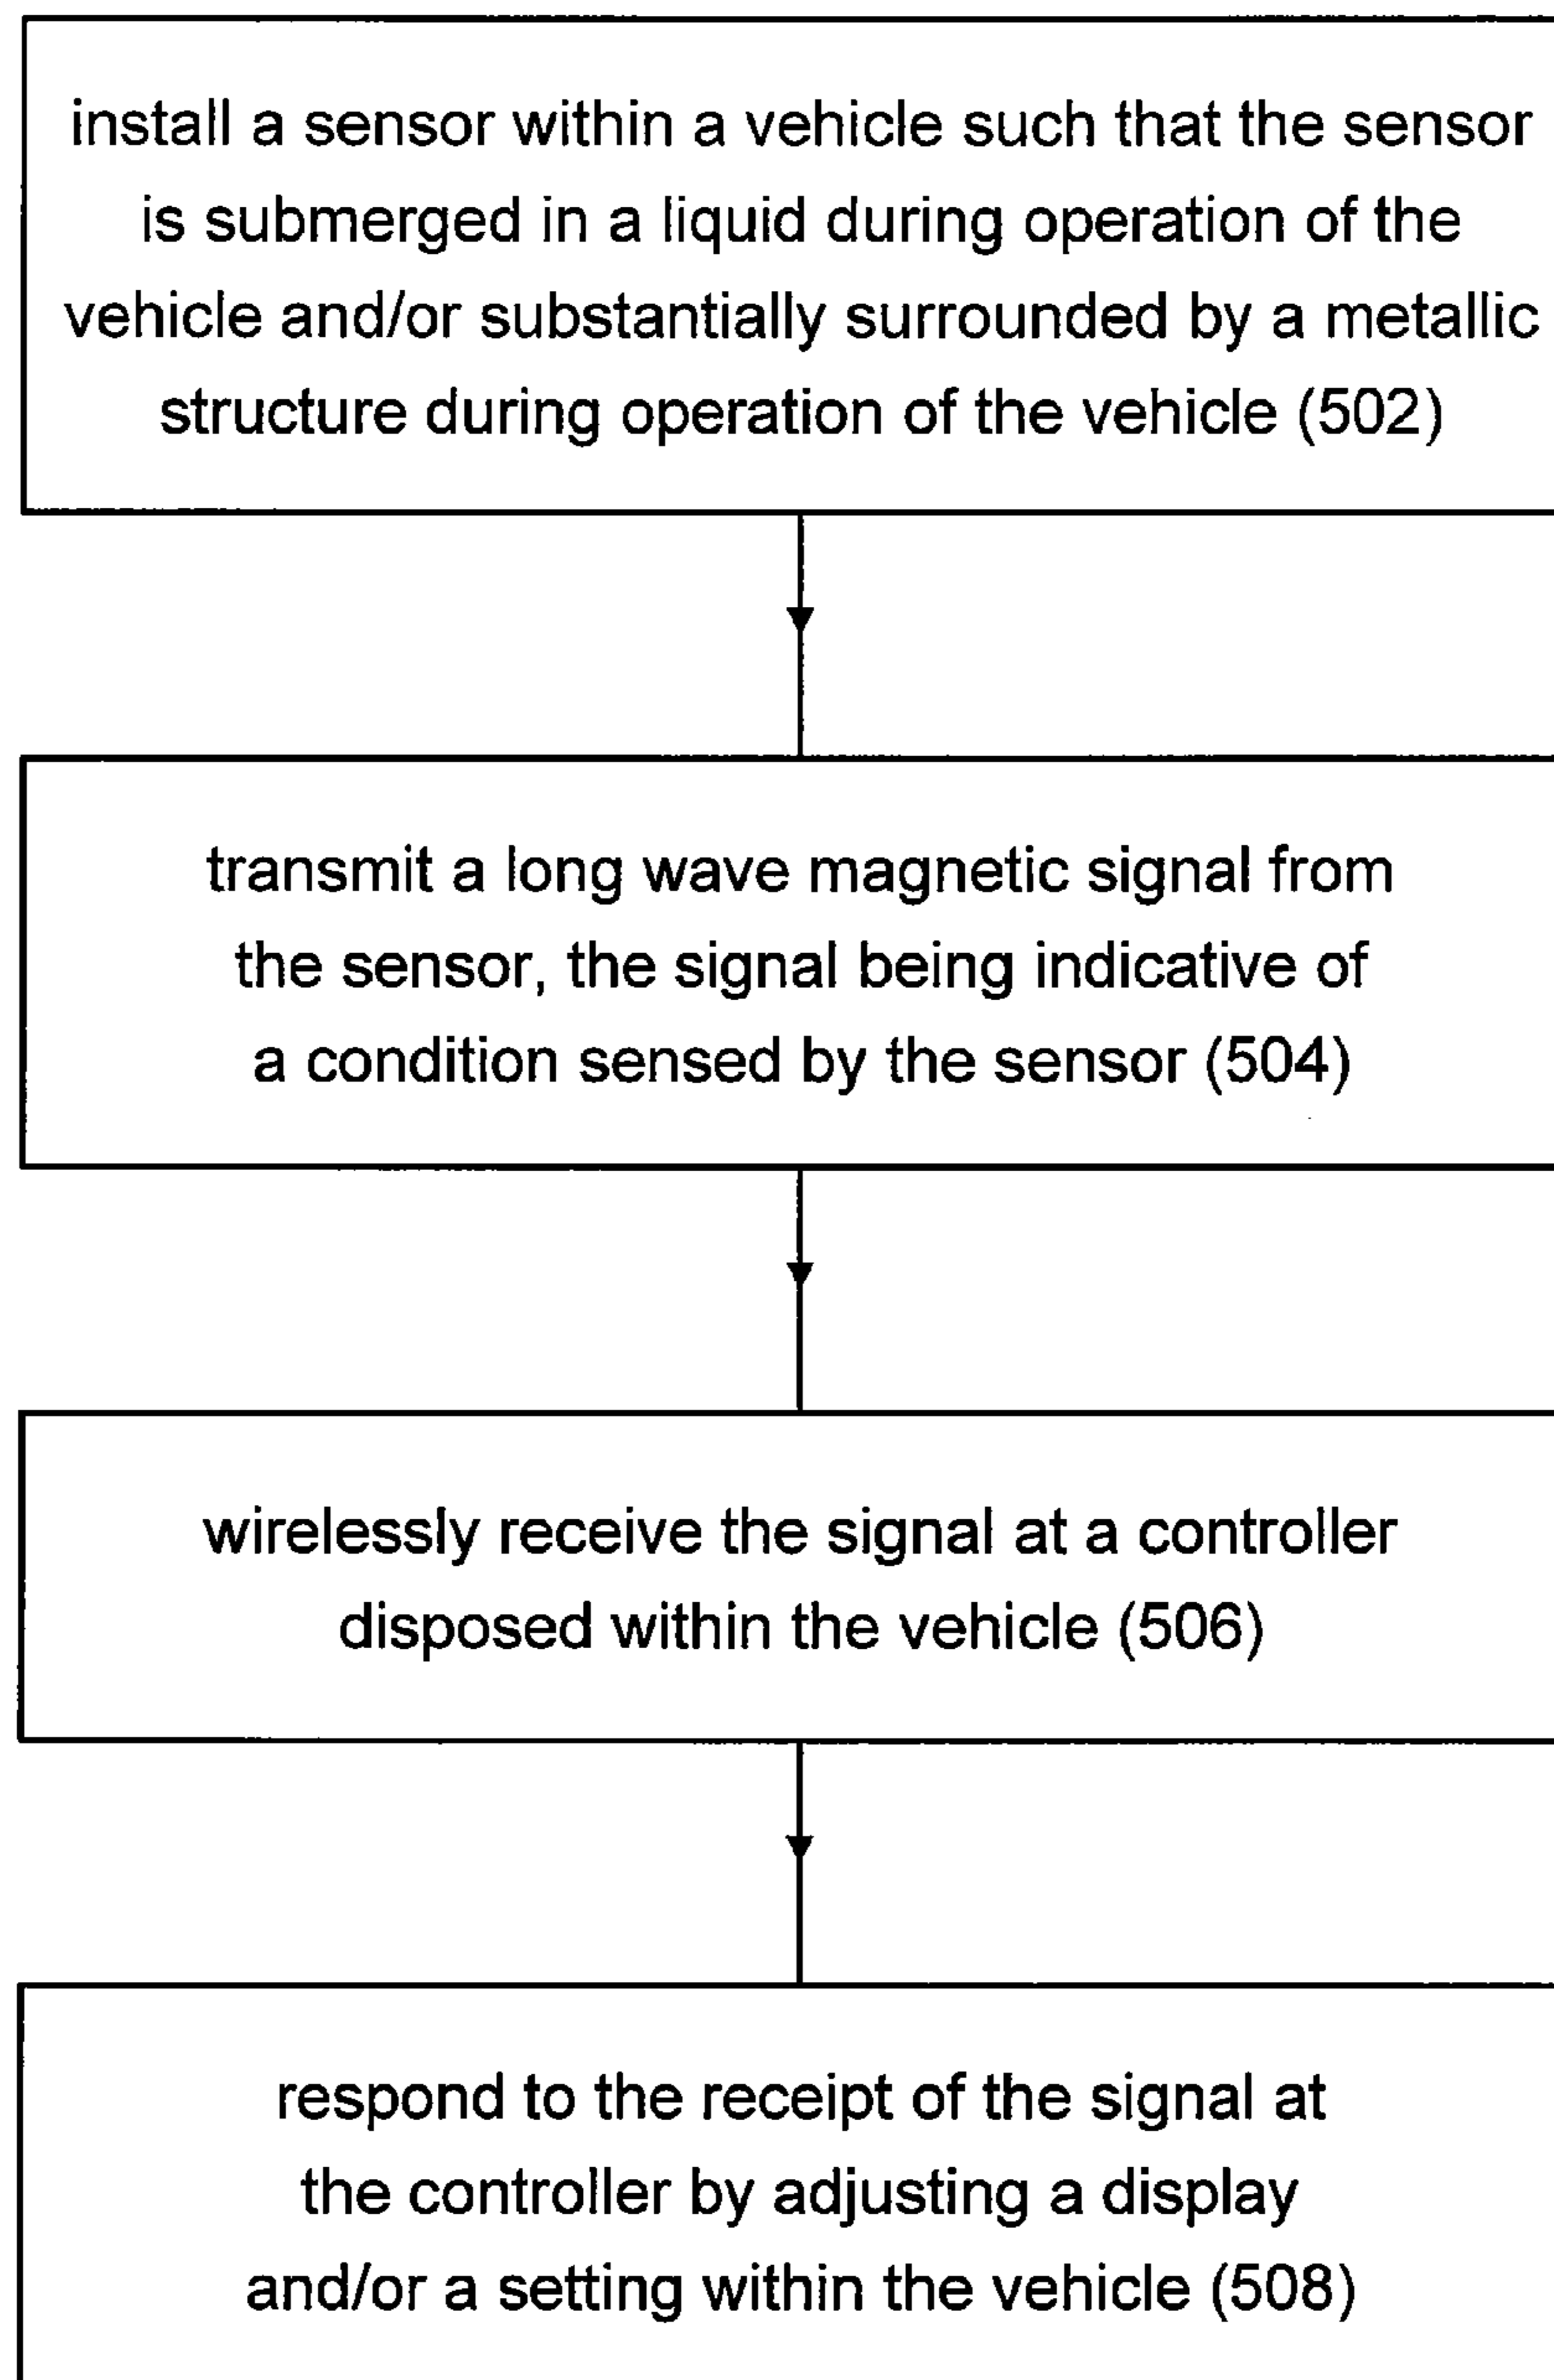 install a sensor within a vehicle such that the sensor
is submerged in a liquid during operation of the
vehicle and/or substantially surrounded by a metallic
structure during operation of the vehicle (502)
transmit a long wave magnetic signal from
the sensor, the signal being indicative of
a condition sensed by the sensor (504)
wirelessly receive the signal at a controller
disposed within the vehicle (506)
respond to the receipt of the signal at
the controller by adjusting a display
and/or a setting within the vehicle (508)